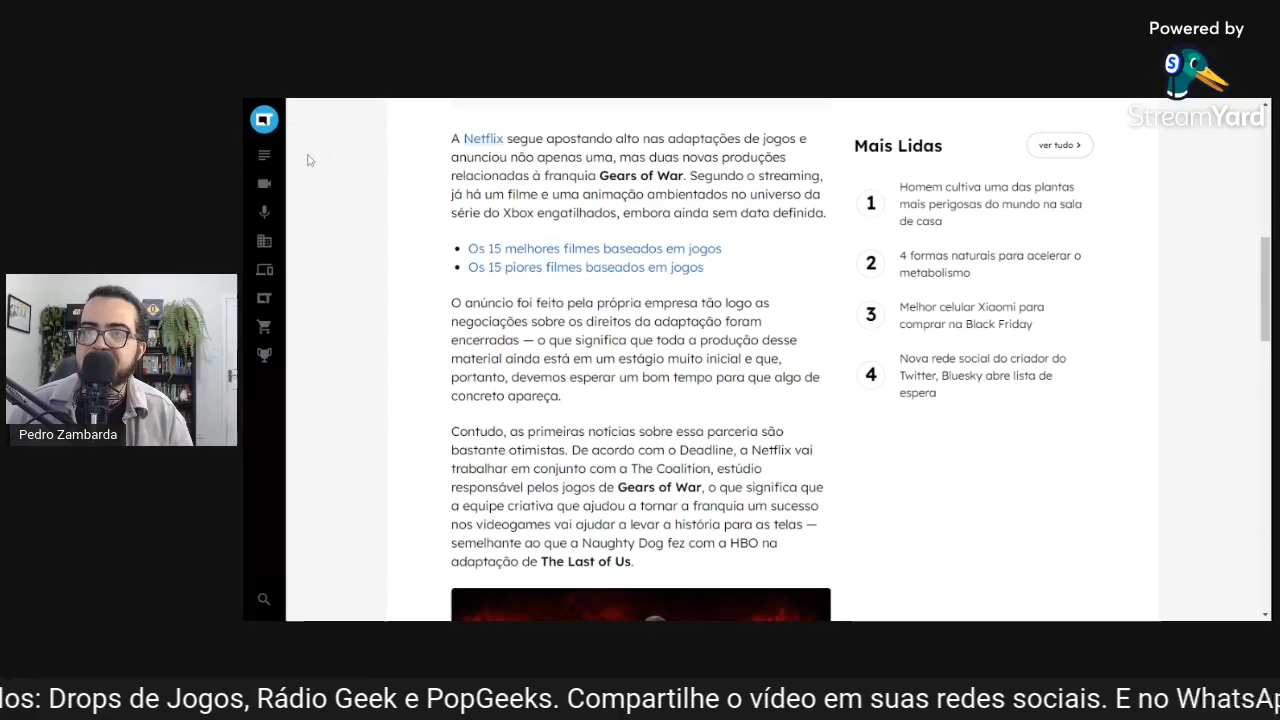 Powered by
StreamYard
A Netflix segue apostando alto nas adaptações de jogos e
anunciou não apenas uma, mas duas novas produções
relacionadas à franquia Gears of War. Segundo o streaming,
já há um filme e uma animação ambientados no universo da
série do Xbox engatilhados, embora ainda sem data definida.
Os 15 melhores filmes baseados em jogos
Os 15 piores filmes baseados em jogos
O anúncio foi feito pela própria empresa tão logo as
negociações sobre os direitos da adaptação foram
encerradas — o que significa que toda a produção desse
material ainda está em um estágio muito inicial e que,
portanto, devemos esperar um bom tempo para que algo de
concreto apareça.
Contudo, as primeiras notícias sobre essa parceria são
bastante otimistas. De acordo com o Deadline, a Netflix vai
trabalhar em conjunto com a The Coalition, estúdio
responsável pelos jogos de Gears of War, o que significa que
a equipe criativa que ajudou a tornar a franquia um sucesso
nos videogames vai ajudar a levar a história para as telas —
semelhante ao que a Naughty Dog fez com a HBO na
adaptação de The Last of Us.
Mais Lidas
ver tudo
1
Homem cultiva uma das plantas
mais perigosas do mundo na sala
de casa
2
4 formas naturais para acelerar o
metabolismo
3
Melhor celular Xiaomi para
comprar na Black Friday
4
Nova rede social do criador do
Twitter, Bluesky abre lista de
espera
Pedro Zambarda
los: Drops de Jogos, Rádio Geek e PopGeeks. Compartilhe o vídeo em suas redes sociais. E no WhatsAp